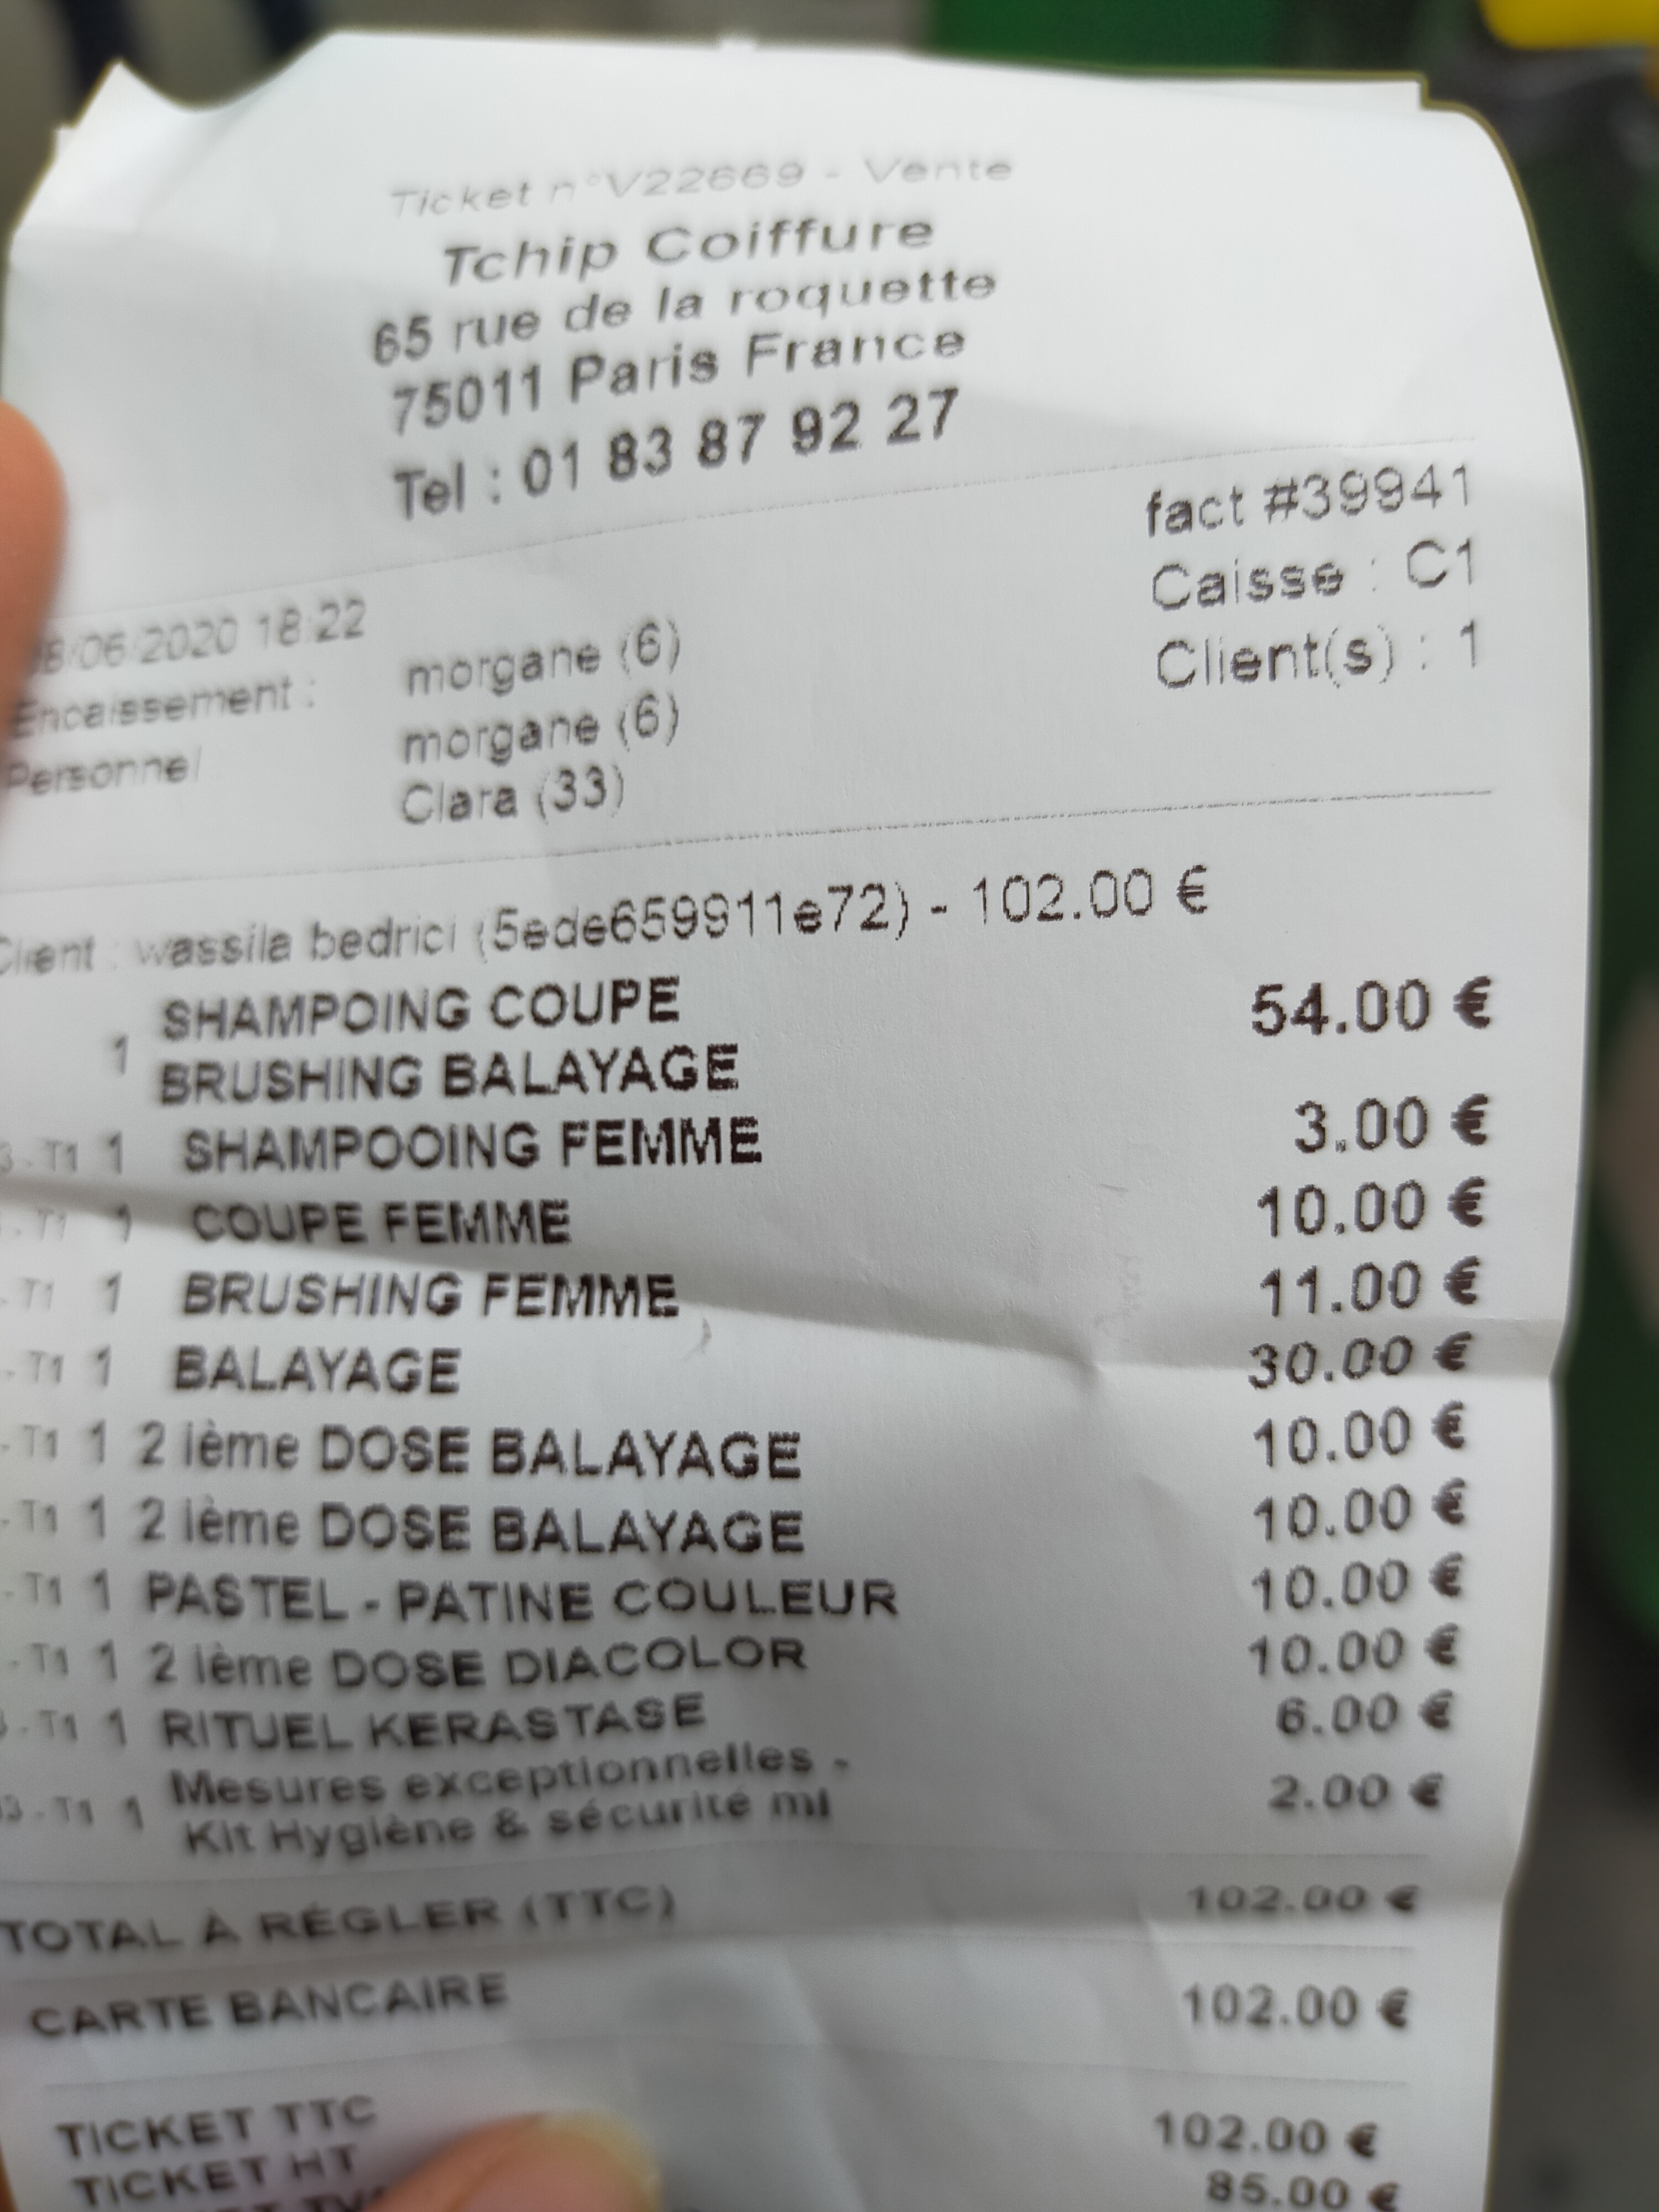 Ticket n°V22669 - Vente
Tchip Coiffure
65 rue de la roquette
75011 Paris France
Tel : 01 83 87 92 27
fact #39941
Caisse : C1
Client(s) : 1
8/06/2020 18:22
Encaissement : morgane (6)
Personnel morgane (6)
Clara (33)
Client : wassila bedrici (5ede659911e72) - 102.00 €
1 SHAMPOING COUPE BRUSHING BALAYAGE 54.00 €
3 - T1 1 SHAMPOOING FEMME 3.00 €
- T1 1 COUPE FEMME 10.00 €
- T1 1 BRUSHING FEMME 11.00 €
- T1 1 BALAYAGE 30.00 €
- T1 1 2 ième DOSE BALAYAGE 10.00 €
- T1 1 2 ième DOSE BALAYAGE 10.00 €
- T1 1 PASTEL - PATINE COULEUR 10.00 €
- T1 1 2 ième DOSE DIACOLOR 10.00 €
3 - T1 1 RITUEL KERASTASE 6.00 €
33 - T1 1 Mesures exceptionnelles - Kit Hygiène & sécurité mi 2.00 €
TOTAL À RÉGLER (TTC) 102.00 €
CARTE BANCAIRE 102.00 €
TICKET TTC 102.00 €
TICKET HT 85.00 €